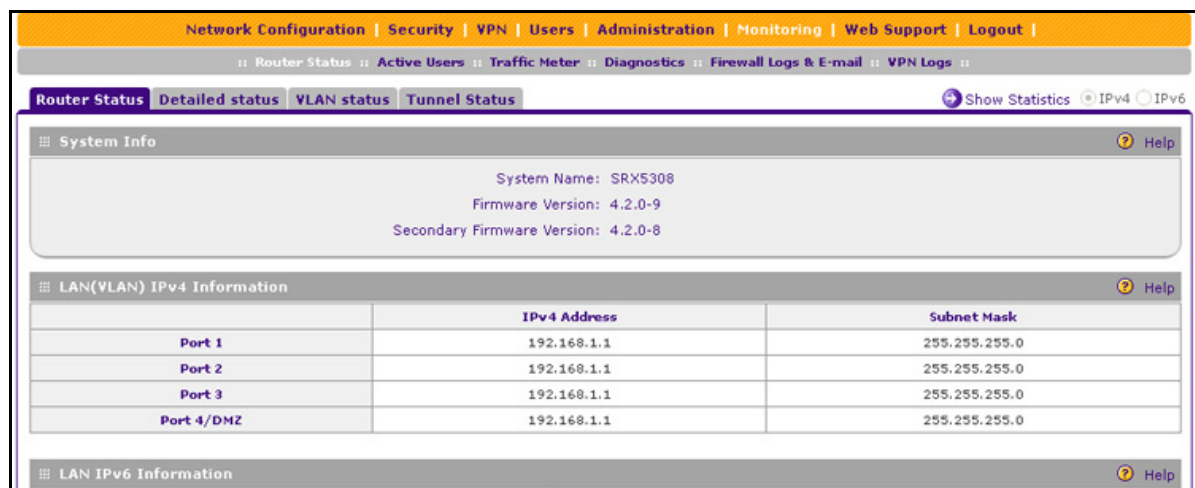 Network Configuration | Security | VPN | Users | Administration | Monitoring | Web Support | Logout |
:: Router Status :: Active Users :: Traffic Meter :: Diagnostics :: Firewall Logs & E-mail :: VPN Logs ::
Router Status Detailed status VLAN status Tunnel Status Show Statistics IPv4 IPv6
System Info ? Help
System Name: SRX5308
Firmware Version: 4.2.0-9
Secondary Firmware Version: 4.2.0-8
LAN(VLAN) IPv4 Information ? Help
IPv4 Address Subnet Mask
Port 1 192.168.1.1 255.255.255.0
Port 2 192.168.1.1 255.255.255.0
Port 3 192.168.1.1 255.255.255.0
Port 4/DMZ 192.168.1.1 255.255.255.0
LAN IPv6 Information ? Help